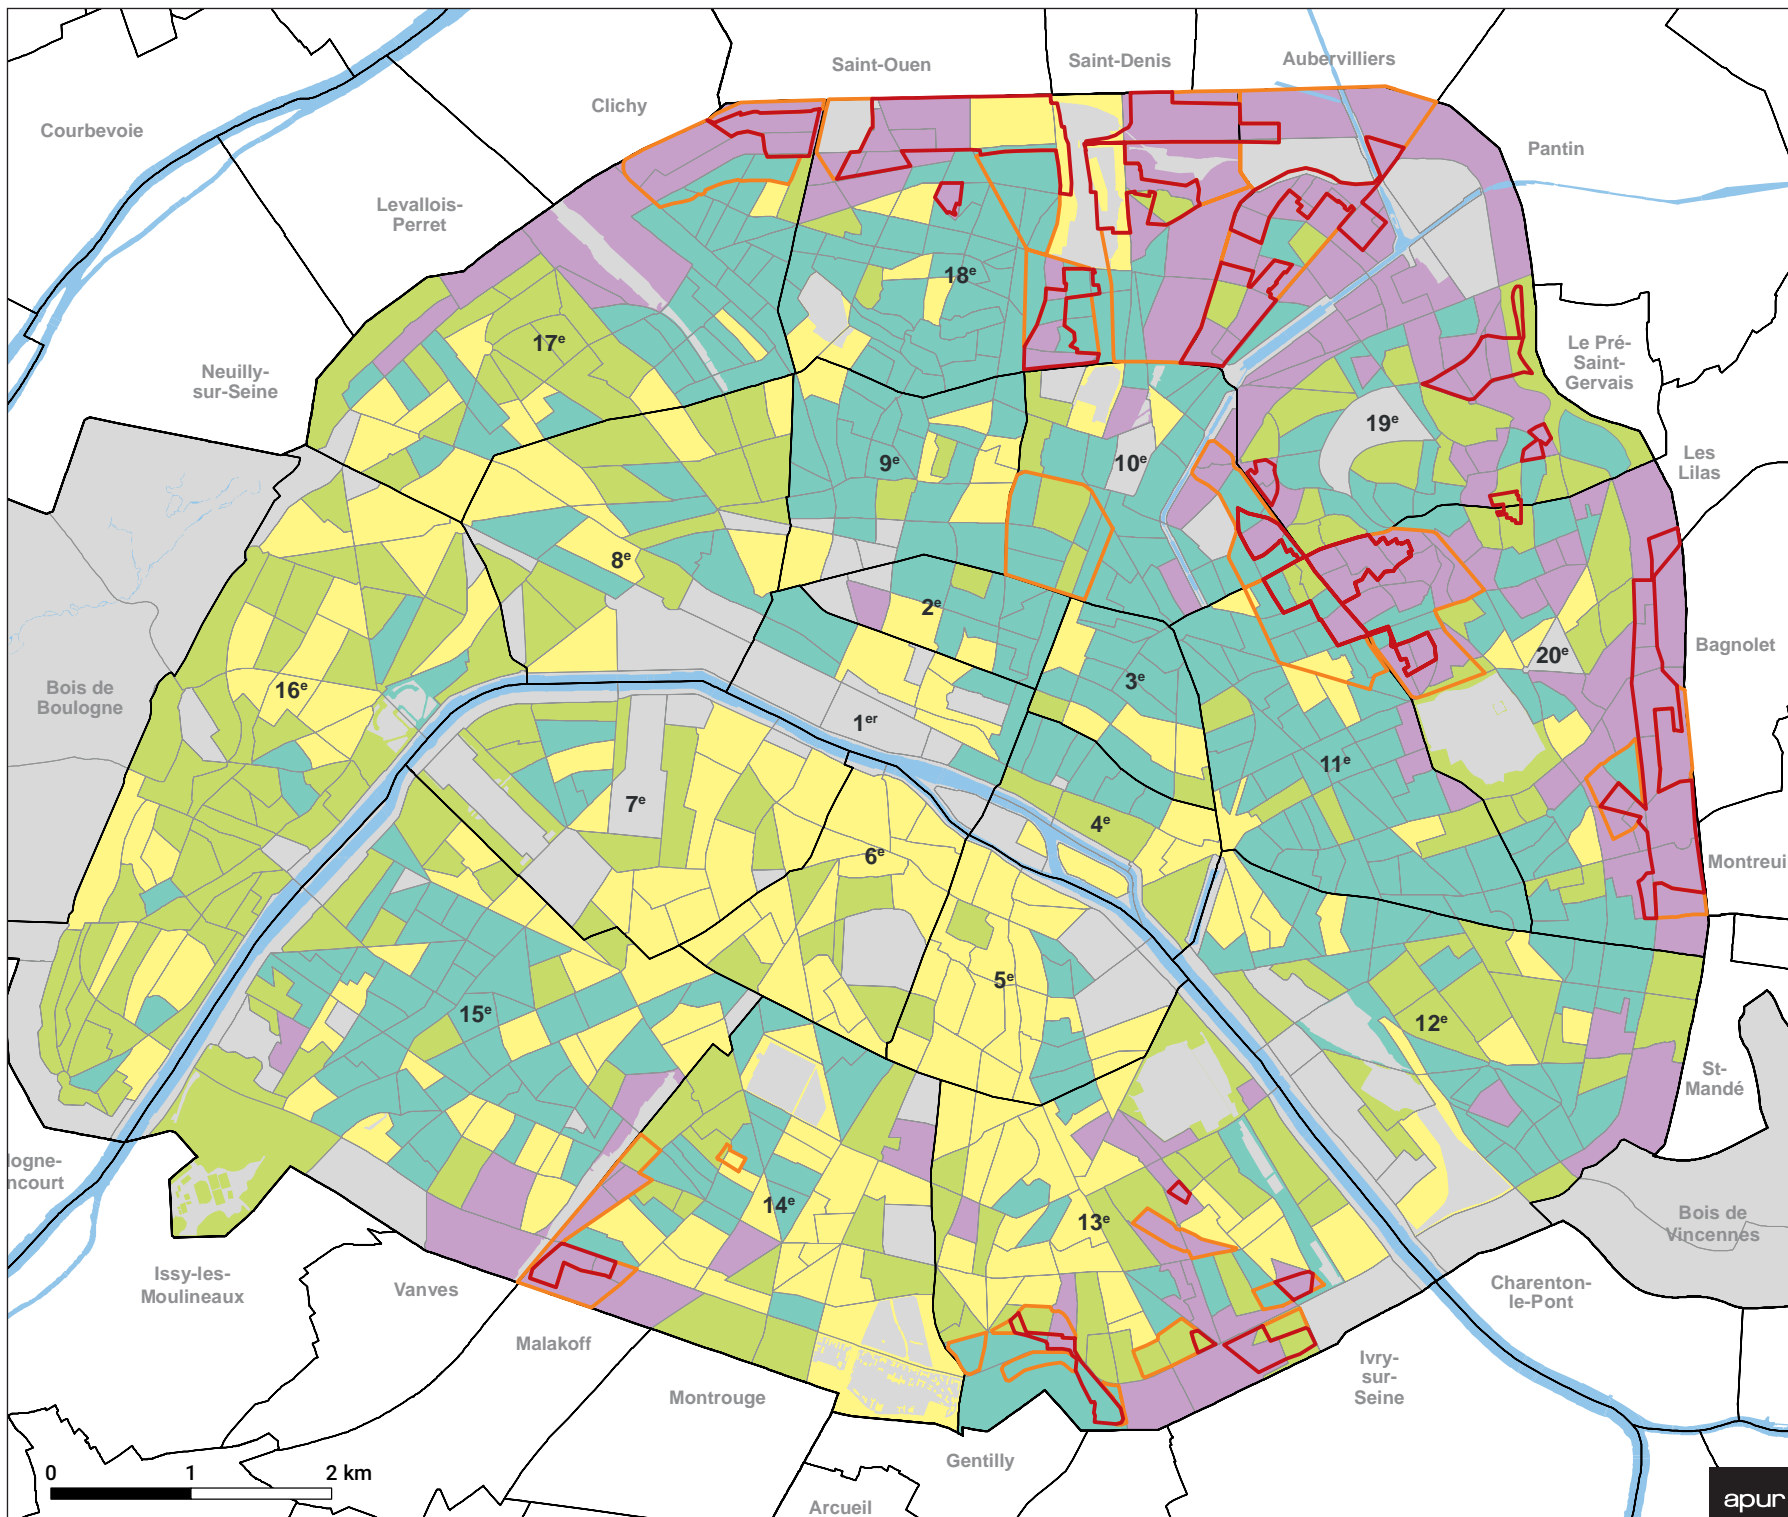 Saint-Ouen
Saint-Denis
Aubervilliers
Clichy
Courbevoie
Pantin
Levallois-
Perret
18e
17e
Le Pré-
Saint-
Gervais
Neuilly-
sur-Seine
19e
9e
10e
Les
Lilas
8e
2e
Bagnolet
20e
3e
Bois de
Boulogne
16e
1er
11e
7e
4e
6e
Montreui
5e
15e
12e
St-
Mandé
logne-
ncourt
14e
13e
Bois de
Vincennes
Issy-les-
Moulineaux
Vanves
Charenton-
le-Pont
Malakoff
Ivry-
sur-
Seine
Montrouge
Gentilly
0 1 2 km
Arcueil
apur